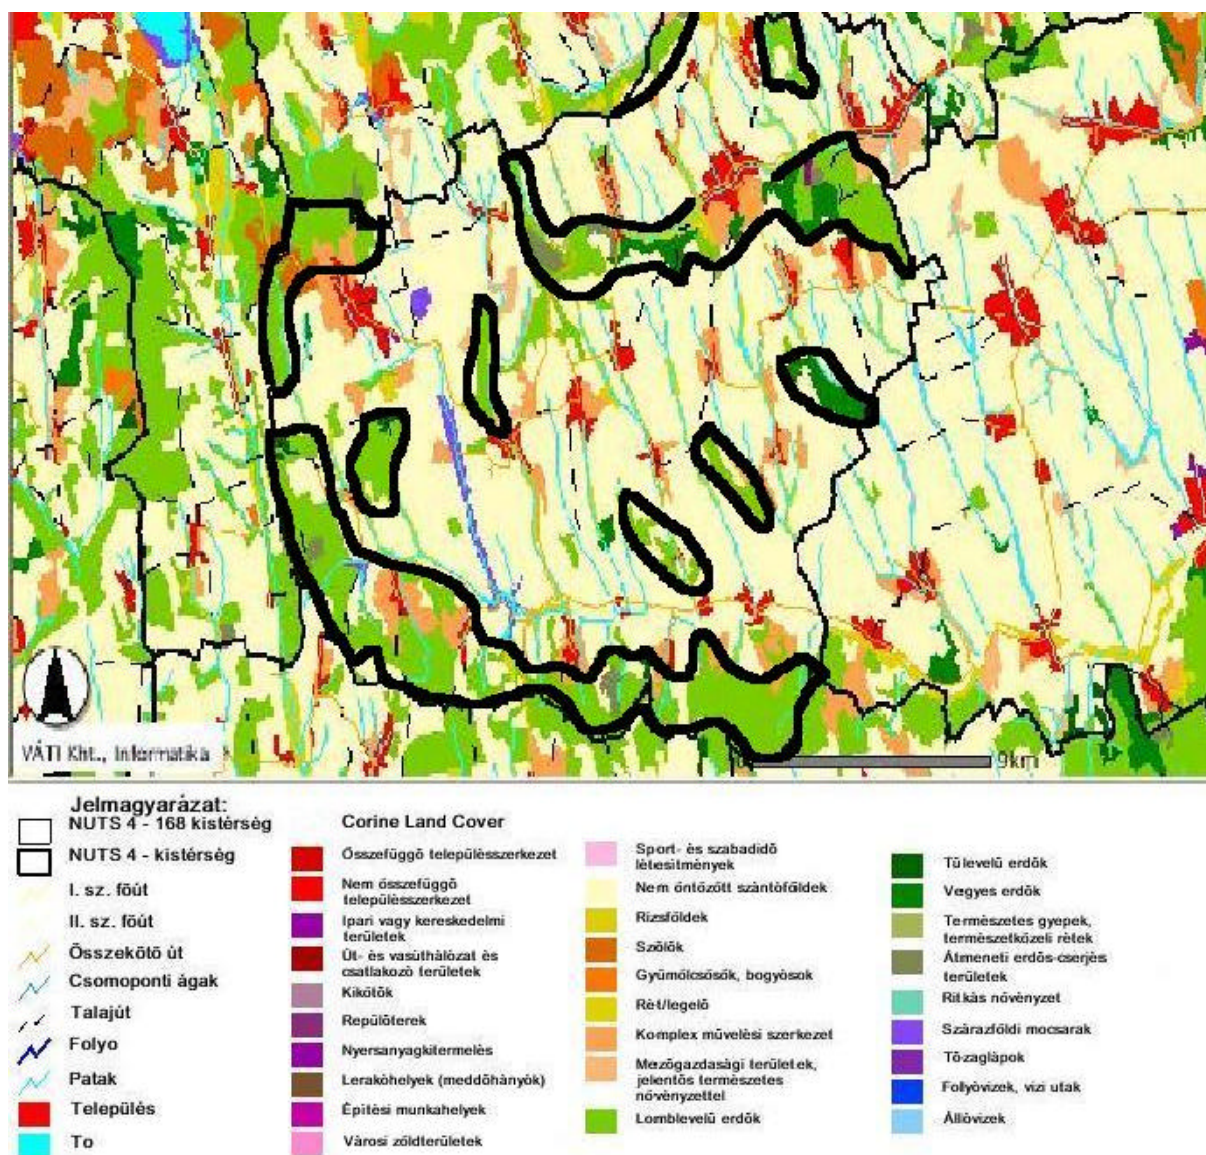 VÁTI Kht., Informatika
9km
Jelmagyarázat:
NUTS 4 - 168 kistérség
NUTS 4 - kistérség
I. sz. főút
II. sz. főút
Összekötő út
Csomoponti ágak
Talajút
Folyo
Patak
Település
To
Corine Land Cover
Összefüggő településszerkezet
Nem összefüggő
településszerkezet
Ipari vagy kereskedelmi
területek
Út- és vasúthálózat és
csatlakozó területek
Kikötők
Repülőterek
Nyersanyagkitermelés
Lerakóhelyek (meddőhányók)
Építési munkahelyek
Városi zöldterületek
Sport- és szabadidő
létesítmények
Nem öntözött szántóföldek
Rizsföldek
Szőlők
Gyümölcsösök, bogyósok
Rét/legelő
Komplex művelési szerkezet
Mezőgazdasági területek,
jelentős természetes
növényzettel
Lomblevelű erdők
Tűlevelű erdők
Vegyes erdők
Természetes gyepek,
természetközeli rétek
Átmeneti erdős-cserjés
területek
Ritkás növényzet
Szárazföldi mocsarak
Tőzeglápok
Folyóvizek, vizi utak
Állóvizek